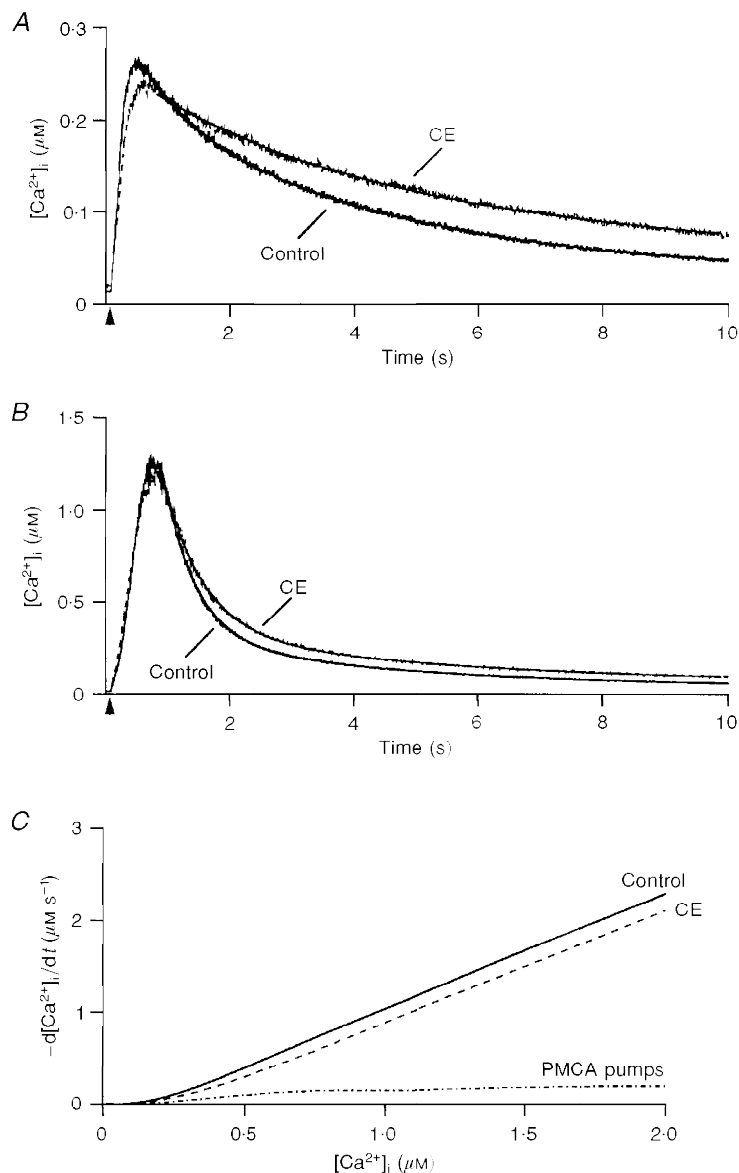 A
0·3
0·2
0·1
0
[Ca²⁺]ᵢ (μM)
CE
Control
2
4
6
8
10
Time (s)
B
1·5
1·0
0·5
0
[Ca²⁺]ᵢ (μM)
CE
Control
2
4
6
8
10
Time (s)
C
3
2
1
0
−d[Ca²⁺]ᵢ/dt (μM s⁻¹)
Control
CE
PMCA pumps
0
0·5
1·0
1·5
2·0
[Ca²⁺]ᵢ (μM)